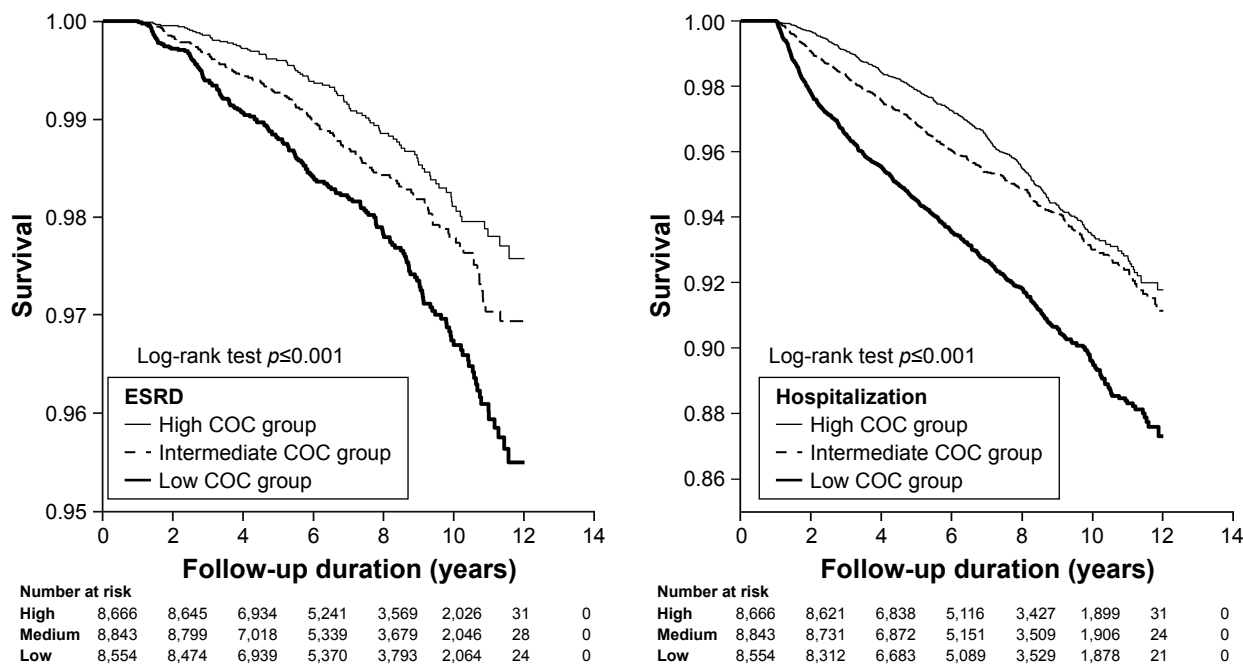 1.00
0.99
0.98
0.97
0.96
0.95
Survival
Log-rank test p≤0.001
ESRD
High COC group
Intermediate COC group
Low COC group
0 2 4 6 8 10 12 14
Follow-up duration (years)
Number at risk
High 8,666 8,645 6,934 5,241 3,569 2,026 31 0
Medium 8,843 8,799 7,018 5,339 3,679 2,046 28 0
Low 8,554 8,474 6,939 5,370 3,793 2,064 24 0
1.00
0.98
0.96
0.94
0.92
0.90
0.88
0.86
Survival
Log-rank test p≤0.001
Hospitalization
High COC group
Intermediate COC group
Low COC group
0 2 4 6 8 10 12 14
Follow-up duration (years)
Number at risk
High 8,666 8,621 6,838 5,116 3,427 1,899 31 0
Medium 8,843 8,731 6,872 5,151 3,509 1,906 24 0
Low 8,554 8,312 6,683 5,089 3,529 1,878 21 0